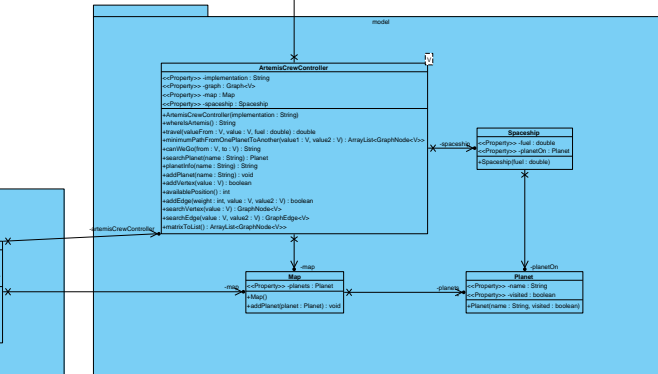 model
V
ArtemisCrewController
<<Property>> -implementation : String
<<Property>> -graph : Graph<V>
<<Property>> -map : Map
<<Property>> -spaceship : Spaceship
+ArtemisCrewController(implementation : String)
+whereIsArtemis() : String
+travel(valueFrom : V, value : V, fuel : double) : double
+minimumPathFromOnePlanetToAnother(value1 : V, value2 : V) : ArrayList<GraphNode<V>>
+canWeGo(from : V, to : V) : String
+searchPlanet(name : String) : Planet
+planetInfo(name : String) : String
+addPlanet(name : String) : void
+addVertex(value : V) : boolean
+availablePosition() : int
+addEdge(weight : int, value : V, value2 : V) : boolean
+searchVertex(value : V) : GraphNode<V>
+searchEdge(value : V, value2 : V) : GraphEdge<V>
+matrixToList() : ArrayList<GraphNode<V>>
-spaceship
Spaceship
<<Property>> -fuel : double
<<Property>> -planetOn : Planet
+Spaceship(fuel : double)
-artemisCrewController
-map
-planetOn
-map
Map
<<Property>> -planets : Planet
+Map()
+addPlanet(planet : Planet) : void
-planets
Planet
<<Property>> -name : String
<<Property>> -visited : boolean
+Planet(name : String, visited : boolean)